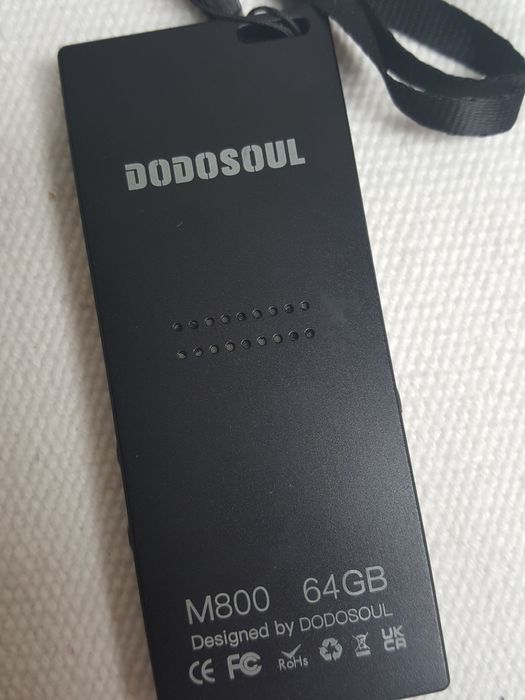 DODOSOUL
M800 64GB
Designed by DODOSOUL
CE FC RoHs UK CA